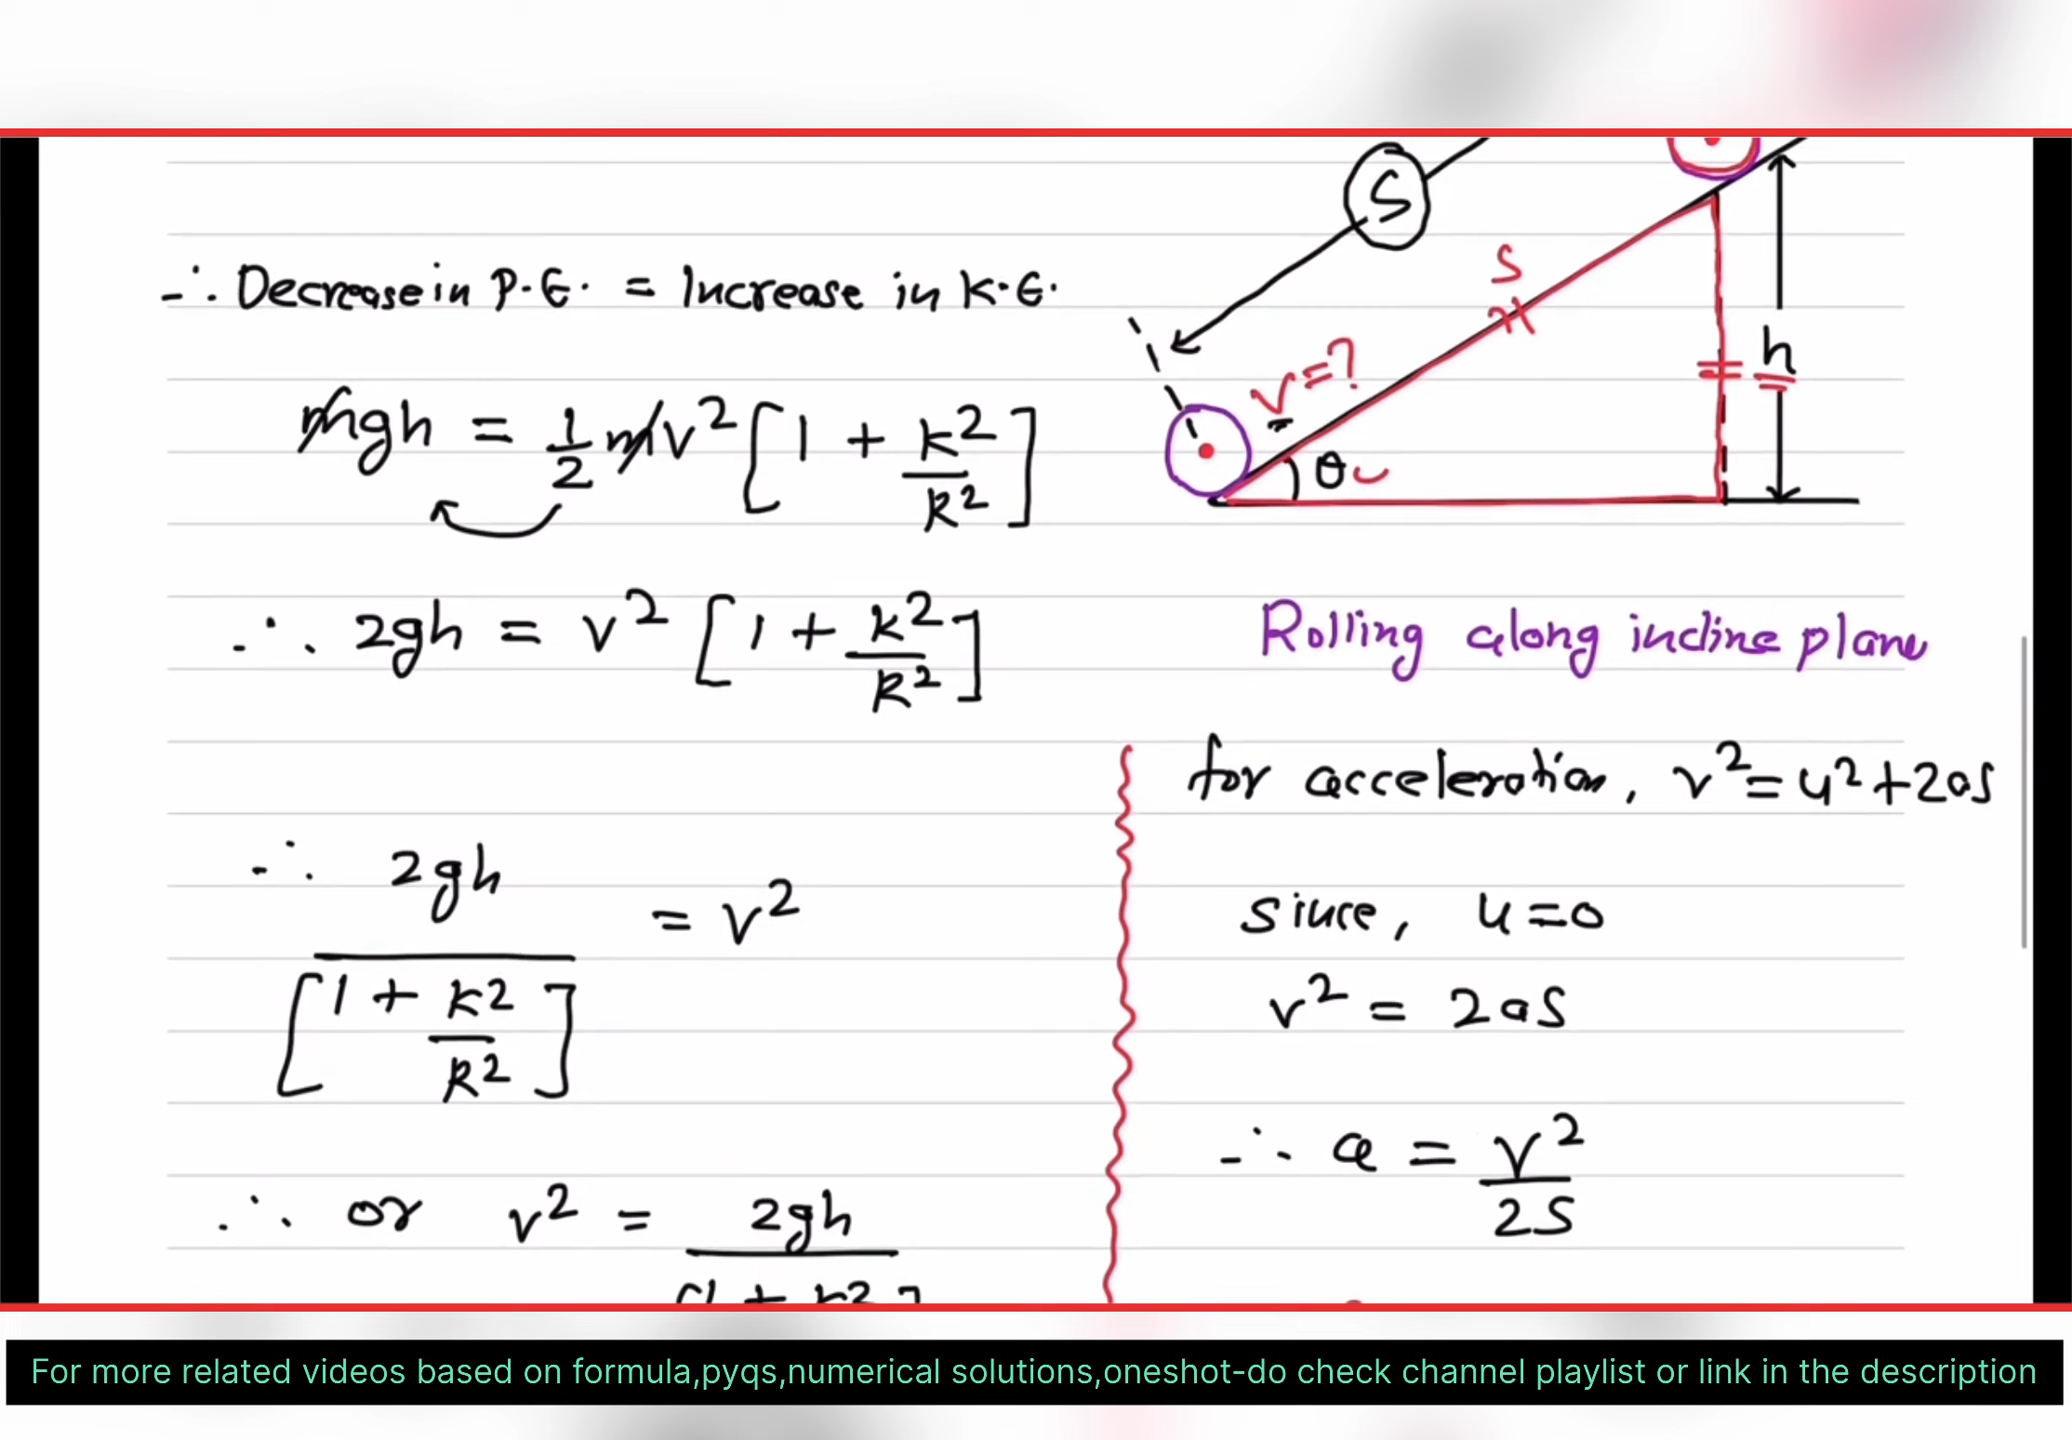 S
S
∴ Decrease in P.E. = Increase in K.E.
v=?
h
mgh = 1/2 mv² [1 + K²/R²]
θ
∴ 2gh = v² [1 + K²/R²]
Rolling along incline plane
for acceleration, v²=u²+2as
∴ 2gh/[1 + K²/R²] = v²
since, u=0
v² = 2as
∴ a = v²/2S
∴ or v² = 2gh
For more related videos based on formula,pyqs,numerical solutions,oneshot-do check channel playlist or link in the description